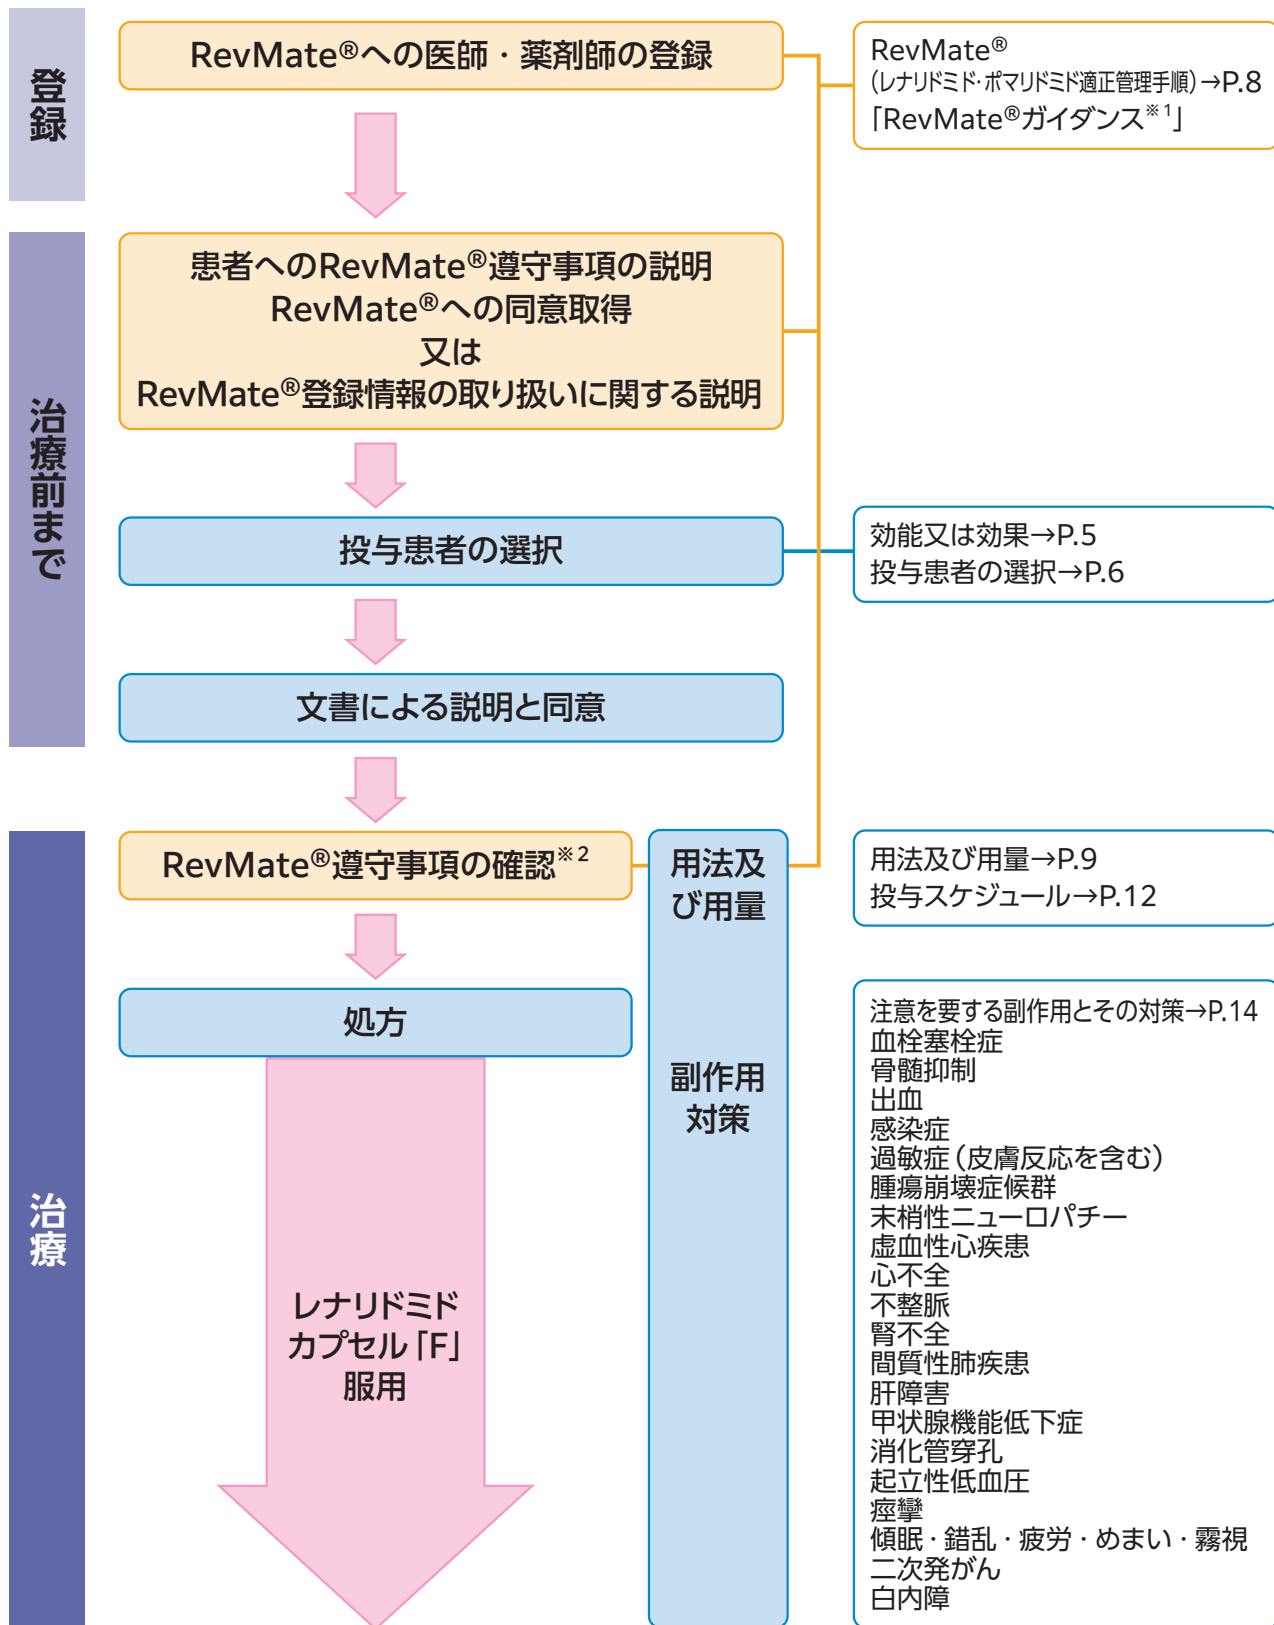 登録
RevMate®への医師・薬剤師の登録
RevMate®
(レナリドミド・ポマリドミド適正管理手順)→P.8
「RevMate®ガイダンス※1」
治療前まで
患者へのRevMate®遵守事項の説明
RevMate®への同意取得
又は
RevMate®登録情報の取り扱いに関する説明
投与患者の選択
効能又は効果→P.5
投与患者の選択→P.6
文書による説明と同意
治療
RevMate®遵守事項の確認※2
処方
レナリドミド
カプセル「F」
服用
用法及
び用量
副作用
対策
用法及び用量→P.9
投与スケジュール→P.12
注意を要する副作用とその対策→P.14
血栓塞栓症
骨髄抑制
出血
感染症
過敏症(皮膚反応を含む)
腫瘍崩壊症候群
末梢性ニューロパチー
虚血性心疾患
心不全
不整脈
腎不全
間質性肺疾患
肝障害
甲状腺機能低下症
消化管穿孔
起立性低血圧
痙攣
傾眠・錯乱・疲労・めまい・霧視
二次発がん
白内障